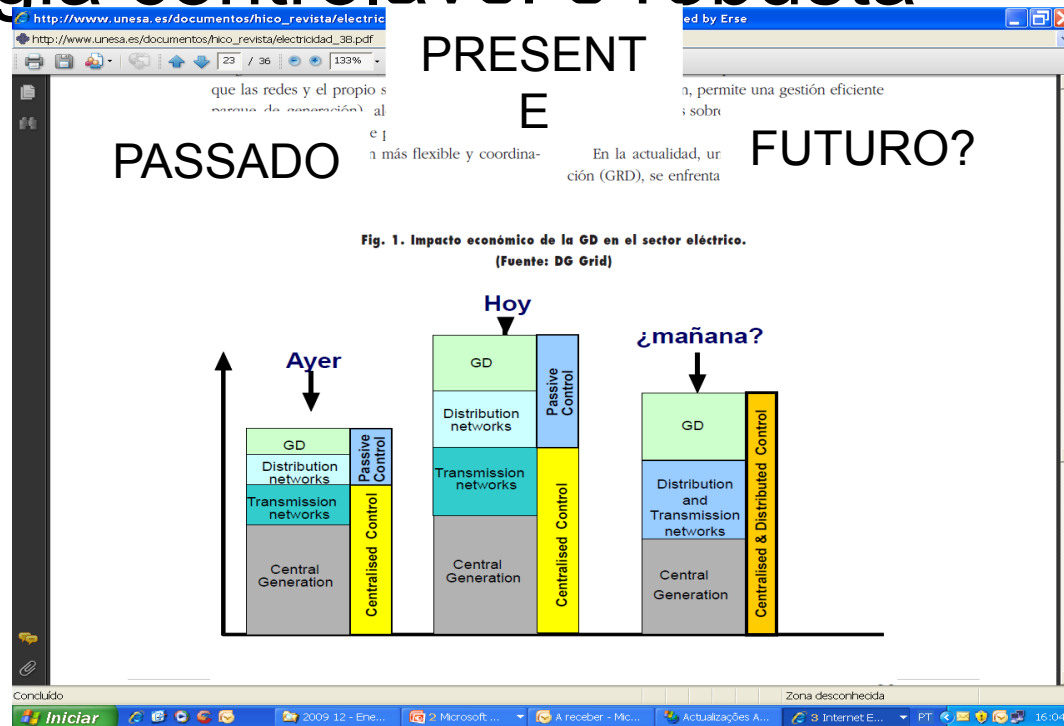 gia controlável e robusta
http://www.unesa.es/documentos/hico_revista/electric
ed by Erse
http://www.unesa.es/documentos/hico_revista/electricidad_38.pdf
23 / 36
133%
PRESENT
E
que las redes y el propio s
n, permite una gestión eficiente
s sobre
PASSADO
n más flexible y coordina-
En la actualidad, un
ción (GRD), se enfrenta
FUTURO?
Fig. 1. Impacto económico de la GD en el sector eléctrico.
(Fuente: DG Grid)
Ayer
Hoy
¿mañana?
GD
Distribution
networks
Transmission
networks
Central
Generation
Passive
Control
Centralised Control
GD
Distribution
networks
Transmission
networks
Central
Generation
Passive
Control
Centralised Control
GD
Distribution
and
Transmission
networks
Central
Generation
Centralised & Distributed Control
Concluído
Zona desconhecida
Iniciar
2009 12 - Ene...
2 Microsoft ...
A receber - Mic...
Actualizações A...
3 Internet E...
PT